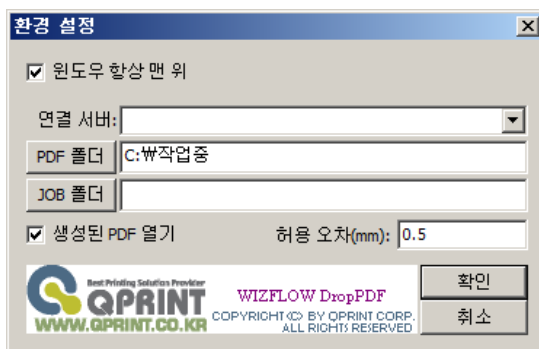 환경 설정
윈도우 항상 맨 위
연결 서버:
PDF 폴더 C:₩작업중
JOB 폴더
생성된 PDF 열기 허용 오차(mm): 0.5
Best Printing Solution Provider
QPRINT
WWW.QPRINT.CO.KR
WIZFLOW DropPDF
COPYRIGHT(C) BY QPRINT CORP.
ALL RIGHTS RESERVED
확인
취소